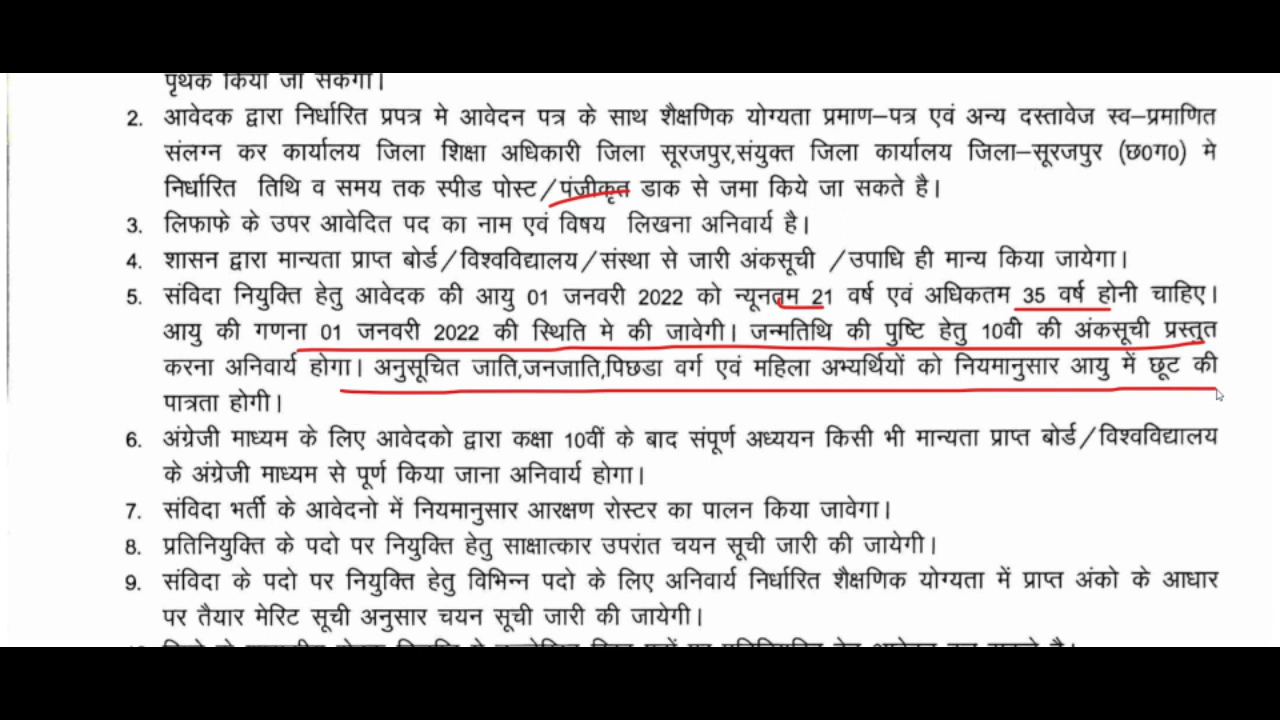 पृथक किया जा सकेगा।
2. आवेदक द्वारा निर्धारित प्रपत्र मे आवेदन पत्र के साथ शैक्षणिक योग्यता प्रमाण–पत्र एवं अन्य दस्तावेज स्व–प्रमाणित
संलग्न कर कार्यालय जिला शिक्षा अधिकारी जिला सूरजपुर,संयुक्त जिला कार्यालय जिला–सूरजपुर (छ0ग0) मे
निर्धारित तिथि व समय तक स्पीड पोस्ट/पंजीकृत डाक से जमा किये जा सकते है।
3. लिफाफे के उपर आवेदित पद का नाम एवं विषय लिखना अनिवार्य है।
4. शासन द्वारा मान्यता प्राप्त बोर्ड/विश्वविद्यालय/संस्था से जारी अंकसूची /उपाधि ही मान्य किया जायेगा।
5. संविदा नियुक्ति हेतु आवेदक की आयु 01 जनवरी 2022 को न्यूनतम 21 वर्ष एवं अधिकतम 35 वर्ष होनी चाहिए।
आयु की गणना 01 जनवरी 2022 की स्थिति मे की जावेगी। जन्मतिथि की पुष्टि हेतु 10वी की अंकसूची प्रस्तुत
करना अनिवार्य होगा। अनुसूचित जाति,जनजाति,पिछडा वर्ग एवं महिला अभ्यर्थियों को नियमानुसार आयु में छूट की
पात्रता होगी।
6. अंग्रेजी माध्यम के लिए आवेदको द्वारा कक्षा 10वीं के बाद संपूर्ण अध्ययन किसी भी मान्यता प्राप्त बोर्ड/विश्वविद्यालय
के अंग्रेजी माध्यम से पूर्ण किया जाना अनिवार्य होगा।
7. संविदा भर्ती के आवेदनो में नियमानुसार आरक्षण रोस्टर का पालन किया जावेगा।
8. प्रतिनियुक्ति के पदो पर नियुक्ति हेतु साक्षात्कार उपरांत चयन सूची जारी की जायेगी।
9. संविदा के पदो पर नियुक्ति हेतु विभिन्न पदो के लिए अनिवार्य निर्धारित शैक्षणिक योग्यता में प्राप्त अंको के आधार
पर तैयार मेरिट सूची अनुसार चयन सूची जारी की जायेगी।